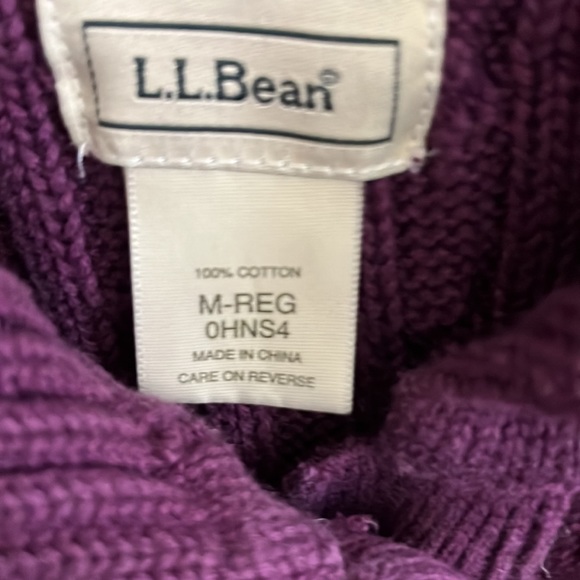 L.L.Bean®
100% COTTON
M-REG
0HNS4
MADE IN CHINA
CARE ON REVERSE